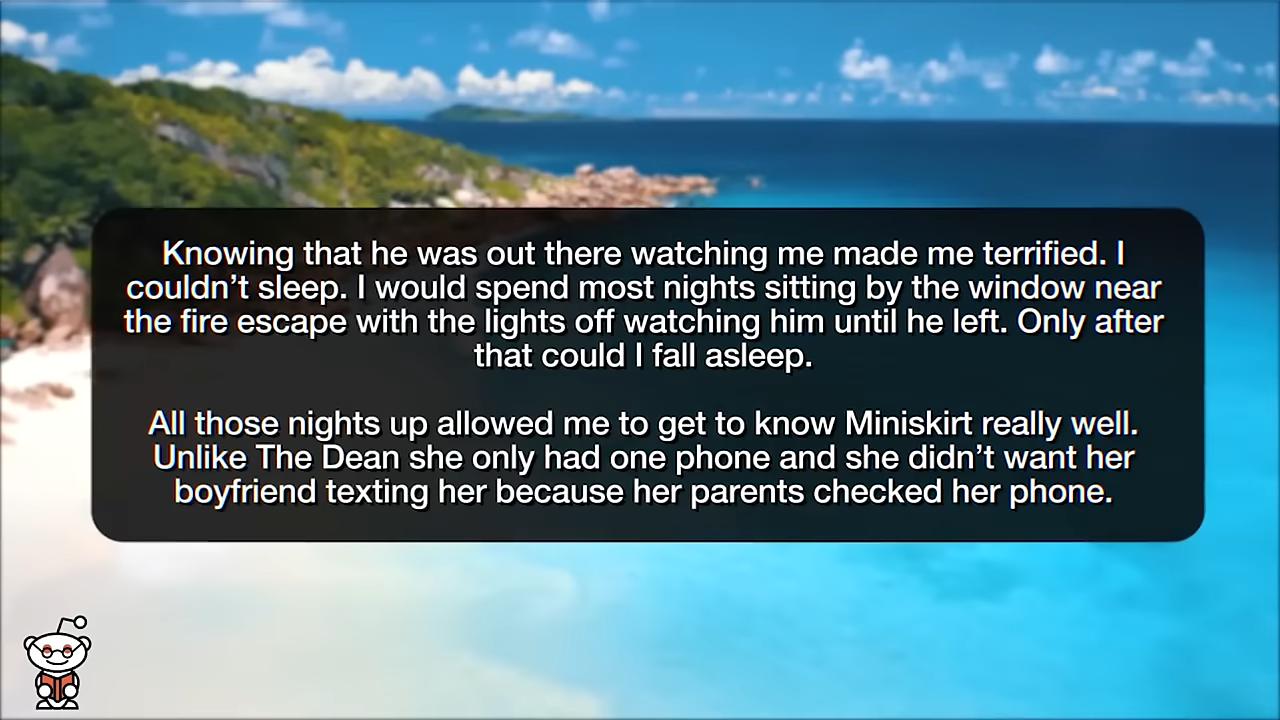 Knowing that he was out there watching me made me terrified. I
couldn’t sleep. I would spend most nights sitting by the window near
the fire escape with the lights off watching him until he left. Only after
that could I fall asleep.
All those nights up allowed me to get to know Miniskirt really well.
Unlike The Dean she only had one phone and she didn’t want her
boyfriend texting her because her parents checked her phone.